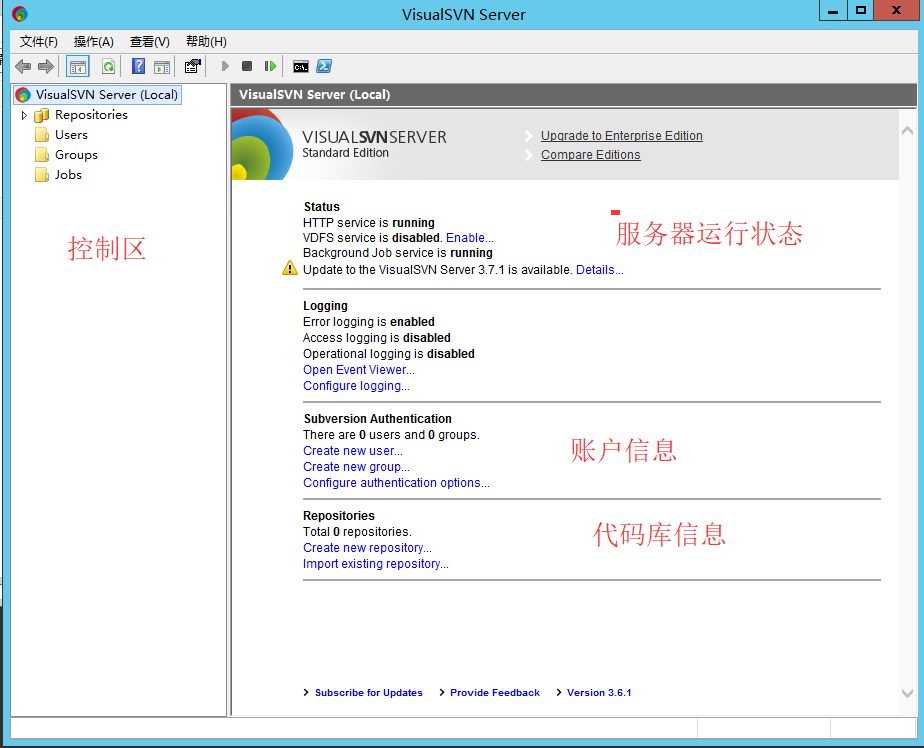 VisualSVN Server
文件(F) 操作(A) 查看(V) 帮助(H)
VisualSVN Server (Local)
Repositories
Users
Groups
Jobs
控制区
VisualSVN Server (Local)
VISUALSVNSERVER
Standard Edition
Upgrade to Enterprise Edition
Compare Editions
Status
HTTP service is running
VDFS service is disabled. Enable...
Background Job service is running
Update to the VisualSVN Server 3.7.1 is available. Details...
服务器运行状态
Logging
Error logging is enabled
Access logging is disabled
Operational logging is disabled
Open Event Viewer...
Configure logging...
Subversion Authentication
There are 0 users and 0 groups.
Create new user...
Create new group...
Configure authentication options...
账户信息
Repositories
Total 0 repositories.
Create new repository...
Import existing repository...
代码库信息
Subscribe for Updates Provide Feedback Version 3.6.1